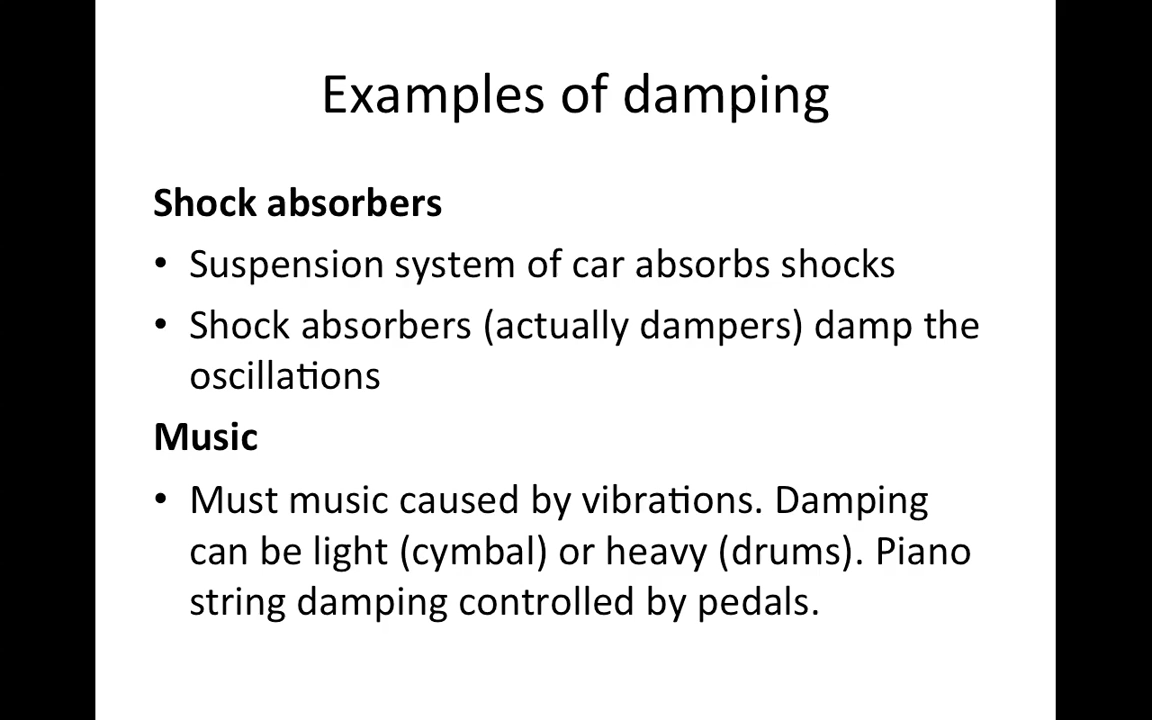 Examples of damping
Shock absorbers
• Suspension system of car absorbs shocks
• Shock absorbers (actually dampers) damp the
oscillations
Music
• Must music caused by vibrations. Damping
can be light (cymbal) or heavy (drums). Piano
string damping controlled by pedals.